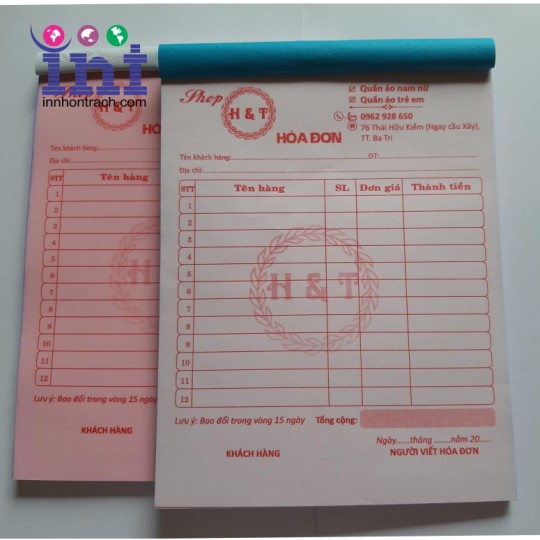 int
innhontrach.com
Shop
H & T
HÓA ĐƠN
Quần áo nam nữ
Quần áo trẻ em
0962 928 650
76 Thái Hữu Kiểm (Ngay cầu Xây),
TT. Ba Tri
Tên khách hàng: ĐT:
Địa chỉ:
STT Tên hàng SL Đơn giá Thành tiền
1
2
3
4
5
6
7
8
9
10
11
12
H & T
Lưu ý: Bao đổi trong vòng 15 ngày Tổng cộng:
Ngày......tháng .......năm 20.....
KHÁCH HÀNG NGƯỜI VIẾT HÓA ĐƠN
Shop
HÓ
Tên khách hàng:
Địa chỉ:
STT Tên hàng
1
2
3
4
5
6
7
8
9
10
11
12
H
Lưu ý: Bao đổi trong vòng 15 ngày
KHÁCH HÀNG